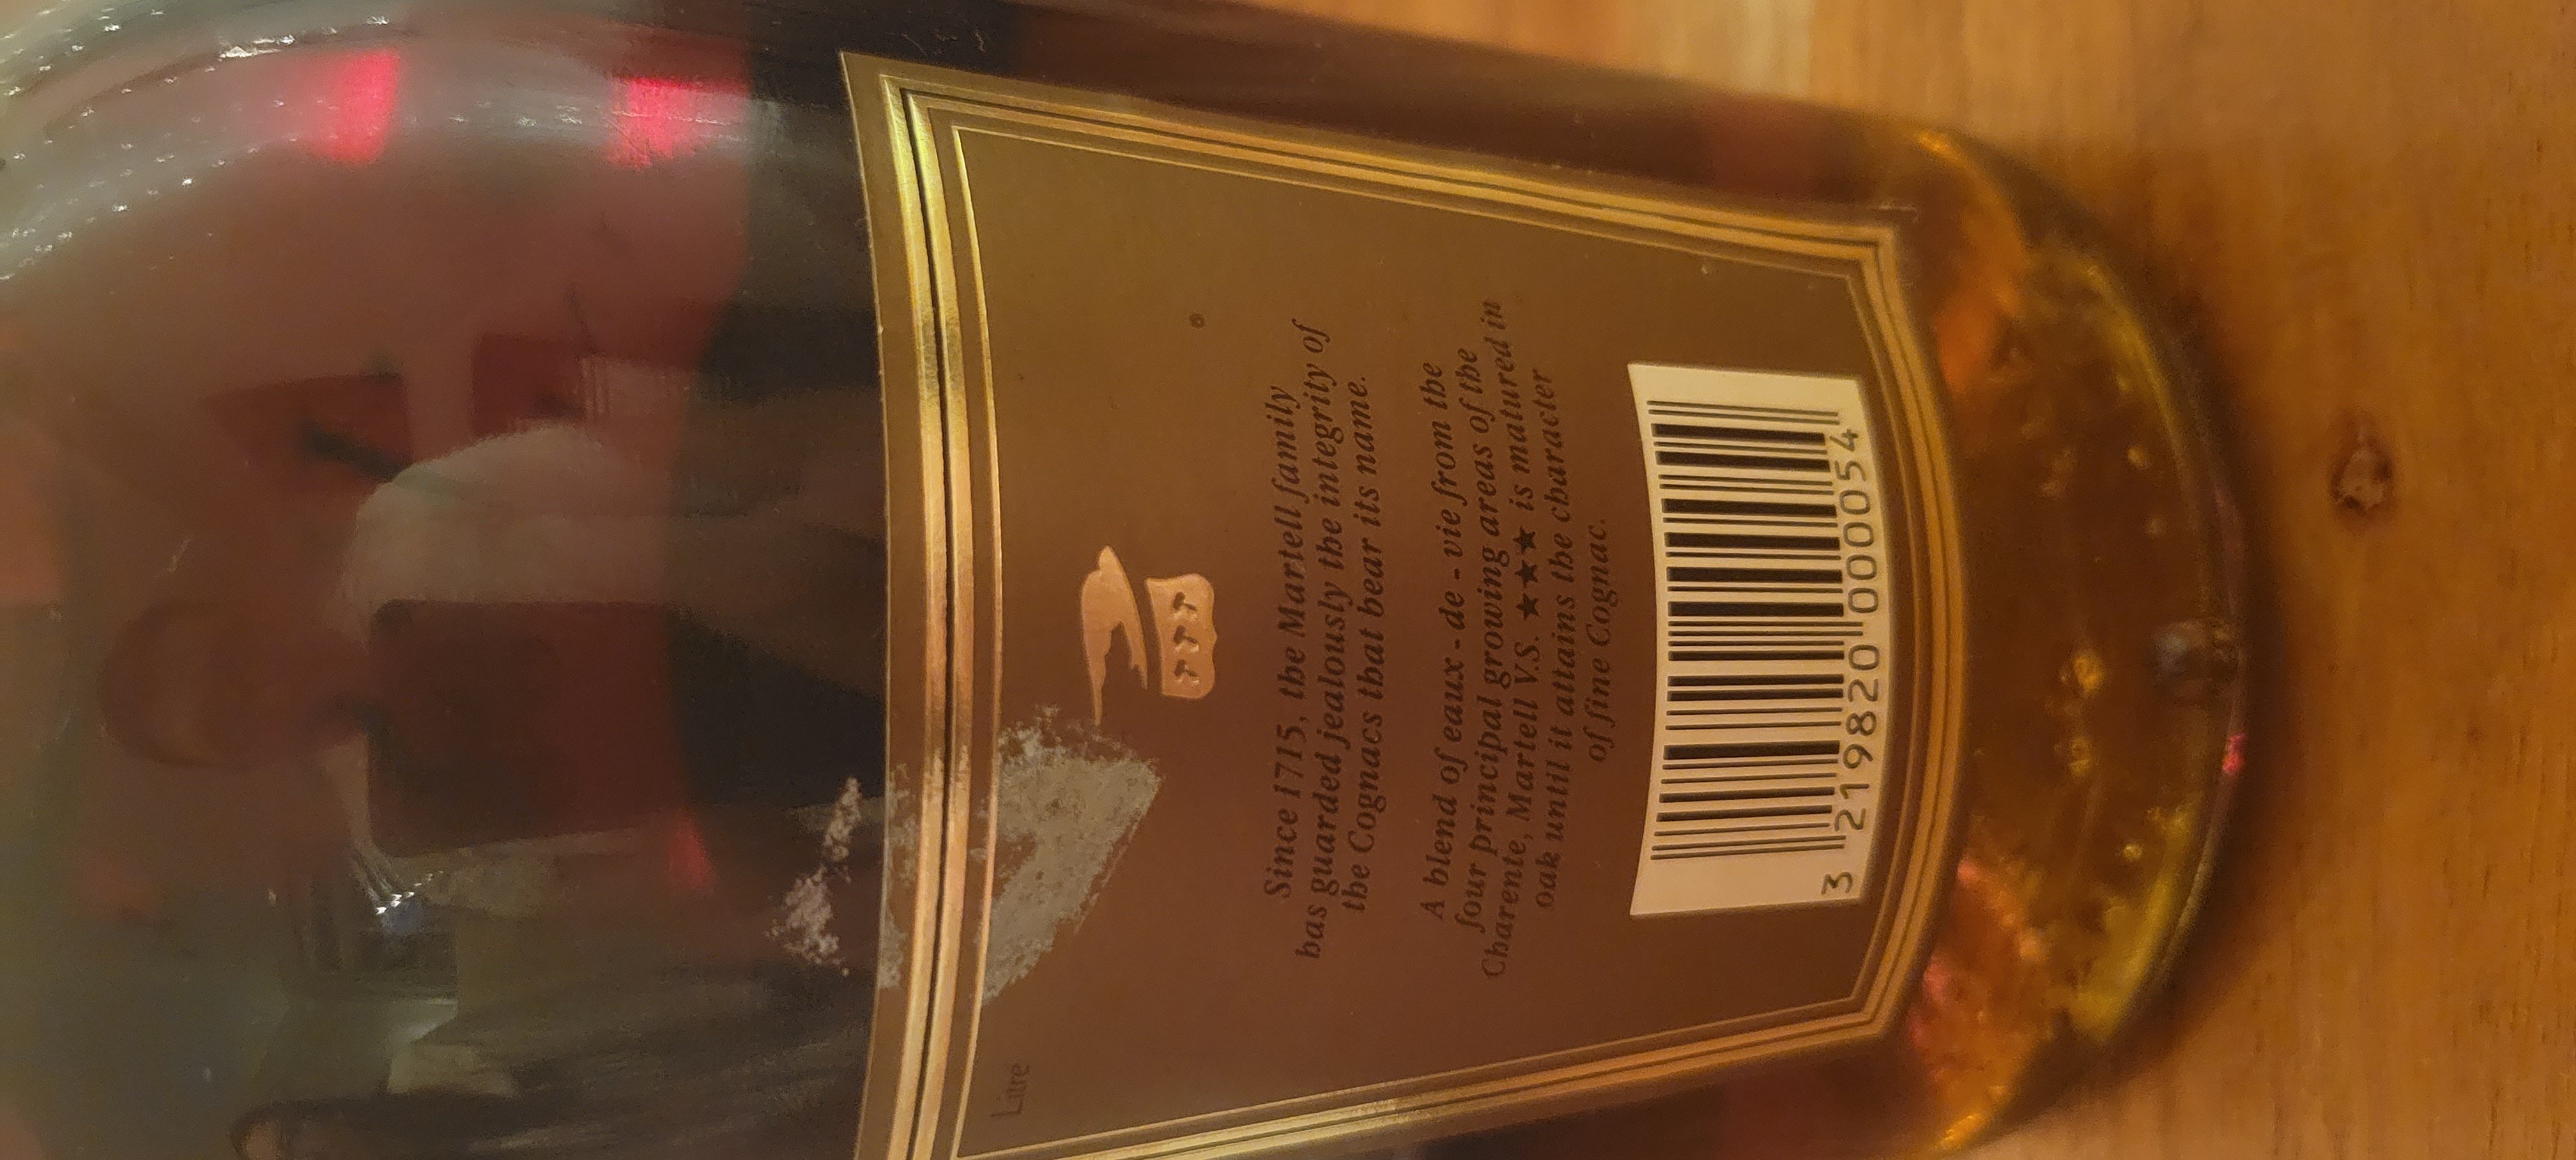 Litre
Since 1715, the Martell family
has guarded jealously the integrity of
the Cognacs that bear its name.
A blend of eaux - de - vie from the
four principal growing areas of the
Charente, Martell V.S. ★★★ is matured in
oak until it attains the character
of fine Cognac.
3 219820 000054